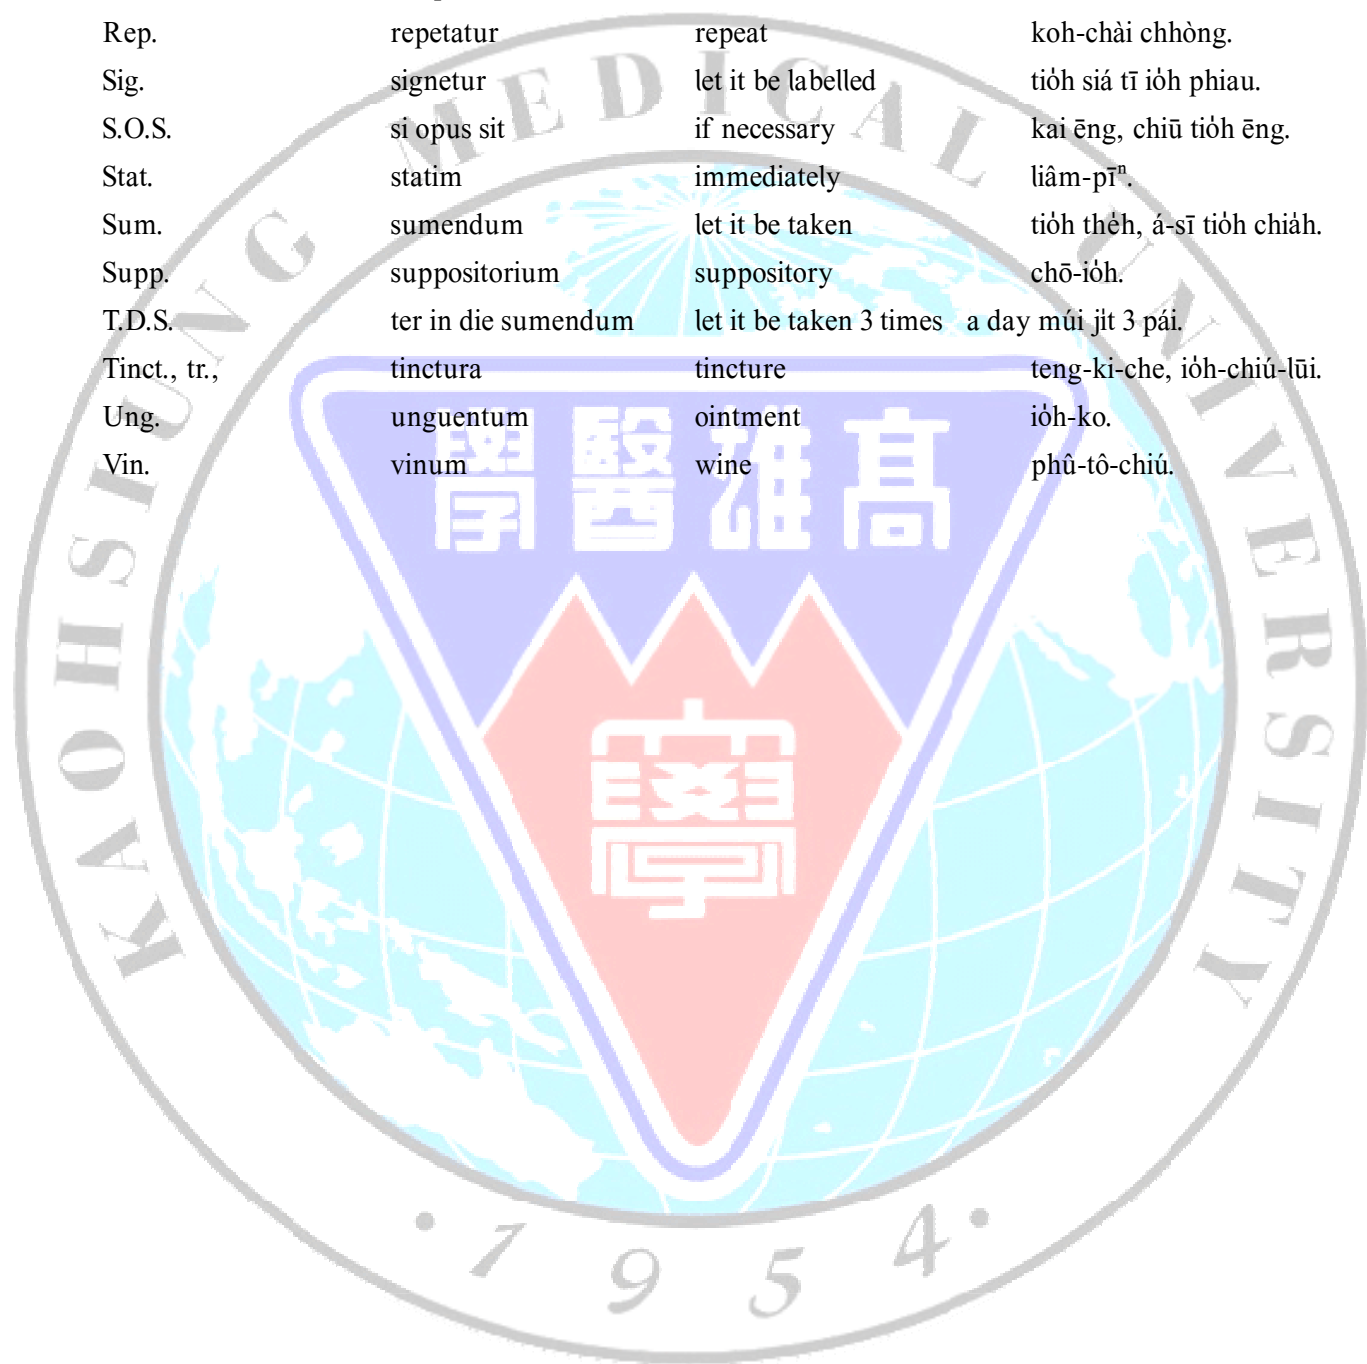 Rep. repetatur repeat koh-chài chhòng.
Sig. signetur let it be labelled tio̍h siá tī io̍h phiau.
S.O.S. si opus sit if necessary kai ēng, chiū tio̍h ēng.
Stat. statim immediately liâm-pīⁿ.
Sum. sumendum let it be taken tio̍h the̍h, á-sī tio̍h chia̍h.
Supp. suppositorium suppository chō-io̍h.
T.D.S. ter in die sumendum let it be taken 3 times a day múi ji̍t 3 pái.
Tinct., tr., tinctura tincture teng-ki-che, io̍h-chiú-lūi.
Ung. unguentum ointment io̍h-ko.
Vin. vinum wine phû-tô-chiú.
KAOHSIUNG MEDICAL UNIVERSITY
學醫雄高
學
• 1954 •